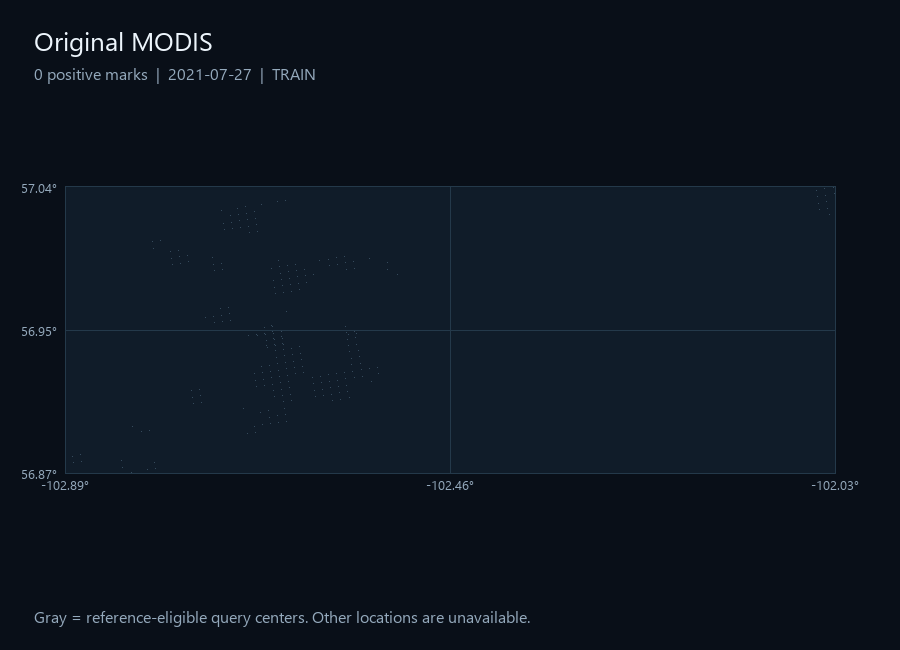 Original MODIS
0 positive marks | 2021-07-27 | TRAIN
57.04°
56.95°
56.87°
-102.89°
-102.46°
-102.03°
Gray = reference-eligible query centers. Other locations are unavailable.